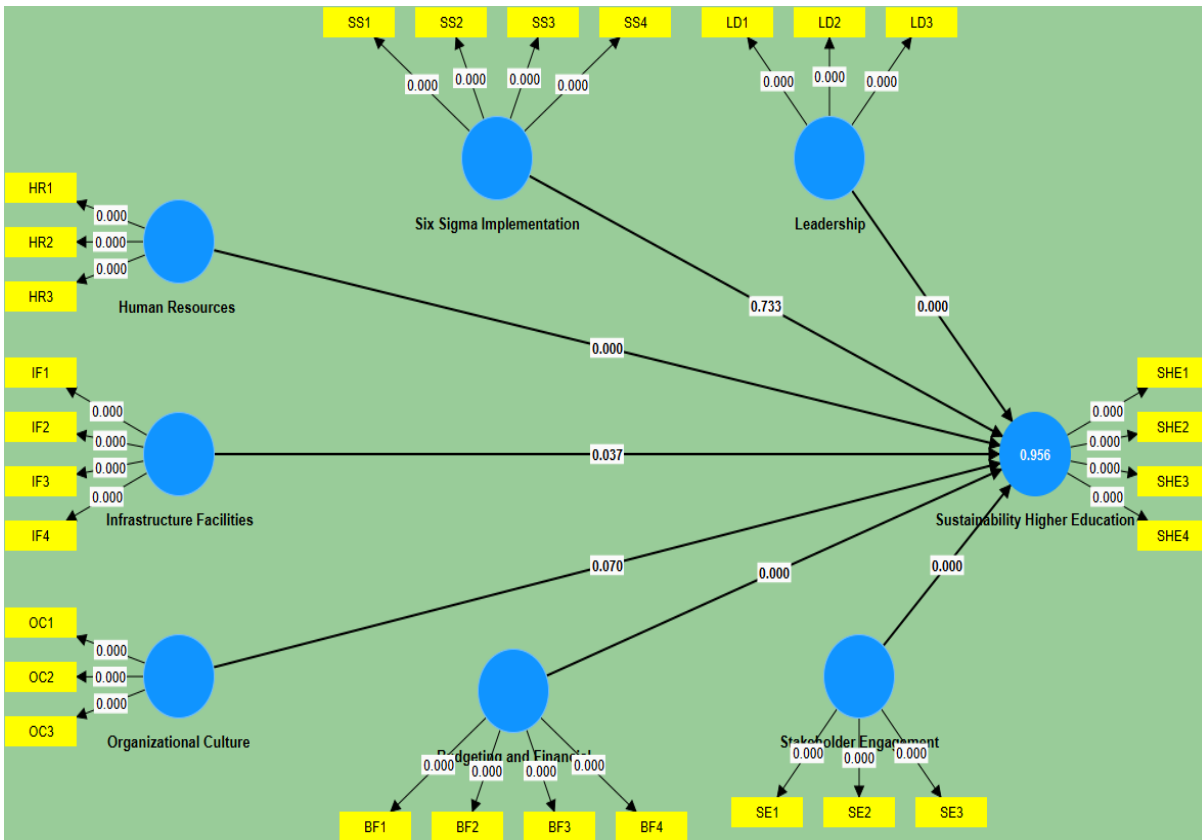 SS1 SS2 SS3 SS4 LD1 LD2 LD3
0.000 0.000 0.000 0.000 0.000 0.000 0.000
Six Sigma Implementation
Leadership
HR1
HR2
HR3
0.000
0.000
0.000
Human Resources
0.733
0.000
0.000
IF1
IF2
IF3
IF4
0.000
0.000
0.000
0.000
Infrastructure Facilities
0.037
0.956
Sustainability Higher Education
SHE1
SHE2
SHE3
SHE4
0.000
0.000
0.000
0.000
0.070
0.000
0.000
OC1
OC2
OC3
0.000
0.000
0.000
Organizational Culture
Budgeting and Financial
Stakeholder Engagement
0.000 0.000 0.000 0.000
0.000 0.000 0.000
BF1 BF2 BF3 BF4
SE1 SE2 SE3